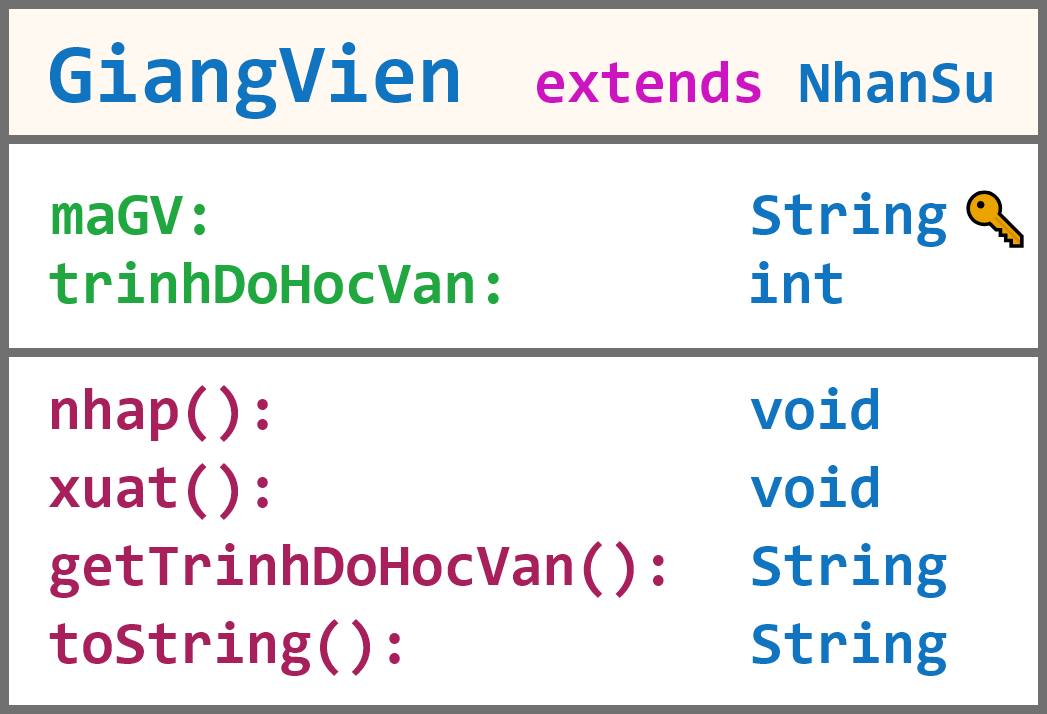 GiangVien extends NhanSu
maGV: String
trinhDoHocVan: int
nhap(): void
xuat(): void
getTrinhDoHocVan(): String
toString(): String